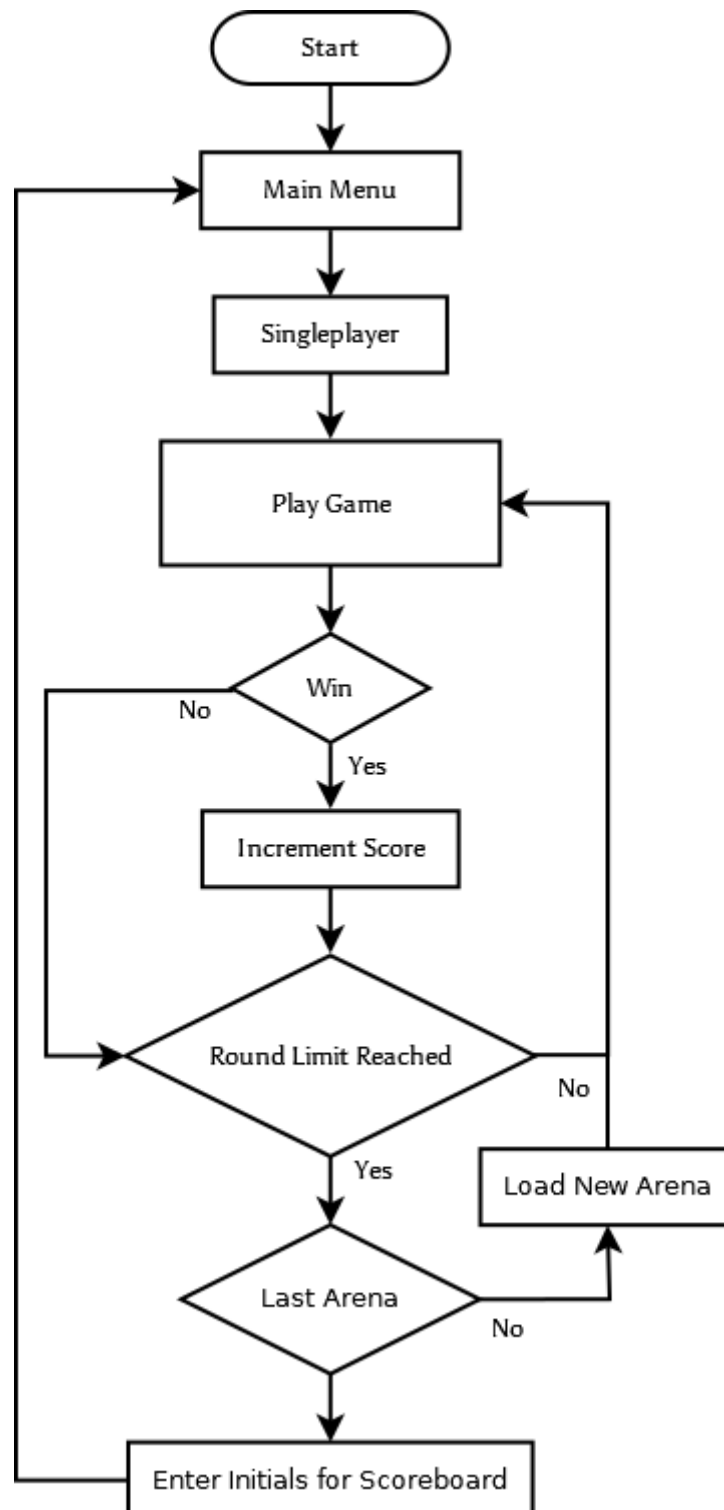 Start
Main Menu
Singleplayer
Play Game
Win
No
Yes
Increment Score
Round Limit Reached
No
Yes
Load New Arena
Last Arena
No
Enter Initials for Scoreboard